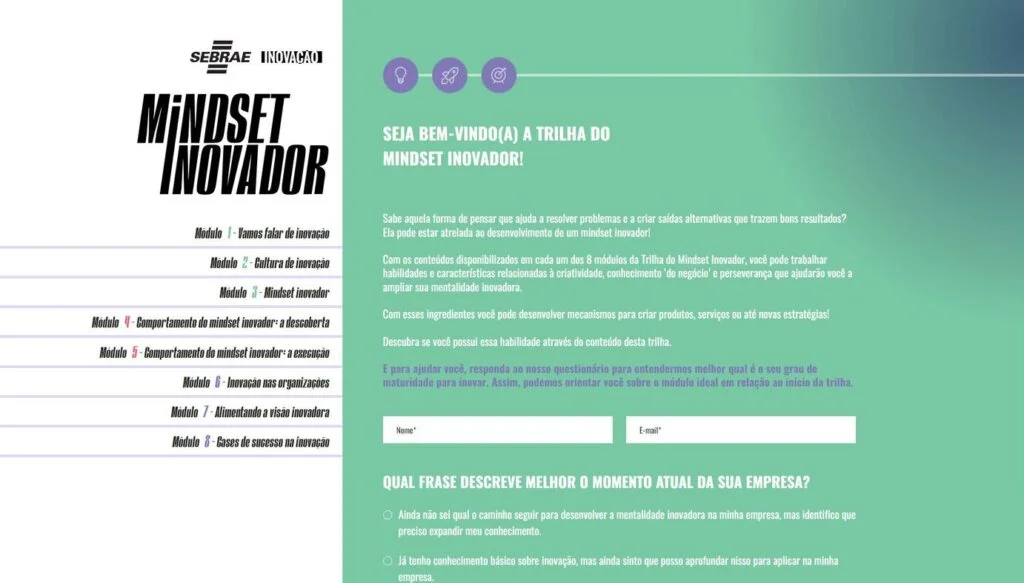 SEBRAE INOVAÇÃO
MiNDSET
INOVADOR
Módulo 1 - Vamos falar de inovação
Módulo 2 - Cultura de inovação
Módulo 3 - Mindset inovador
Módulo 4 - Comportamento do mindset inovador: a descoberta
Módulo 5 - Comportamento do mindset inovador: a execução
Módulo 6 - Inovação nas organizações
Módulo 7 - Alimentando a visão inovadora
Módulo 8 - Cases de sucesso na inovação
SEJA BEM-VINDO(A) A TRILHA DO
MINDSET INOVADOR!
Sabe aquela forma de pensar que ajuda a resolver problemas e a criar saídas alternativas que trazem bons resultados?
Ela pode estar atrelada ao desenvolvimento de um mindset inovador!
Com os conteúdos disponibilizados em cada um dos 8 módulos da Trilha do Mindset Inovador, você pode trabalhar
habilidades e características relacionadas à criatividade, conhecimento 'do negócio' e perseverança que ajudarão você a
ampliar sua mentalidade inovadora.
Com esses ingredientes você pode desenvolver mecanismos para criar produtos, serviços ou até novas estratégias!
Descubra se você possui essa habilidade através do conteúdo desta trilha.
E para ajudar você, responda ao nosso questionário para entendermos melhor qual é o seu grau de
maturidade para inovar. Assim, podemos orientar você sobre o módulo ideal em relação ao início da trilha.
Nome*
E-mail*
QUAL FRASE DESCREVE MELHOR O MOMENTO ATUAL DA SUA EMPRESA?
Ainda não sei qual o caminho seguir para desenvolver a mentalidade inovadora na minha empresa, mas identifico que
preciso expandir meu conhecimento.
Já tenho conhecimento básico sobre inovação, mas ainda sinto que posso aprofundar nisso para aplicar na minha
empresa.